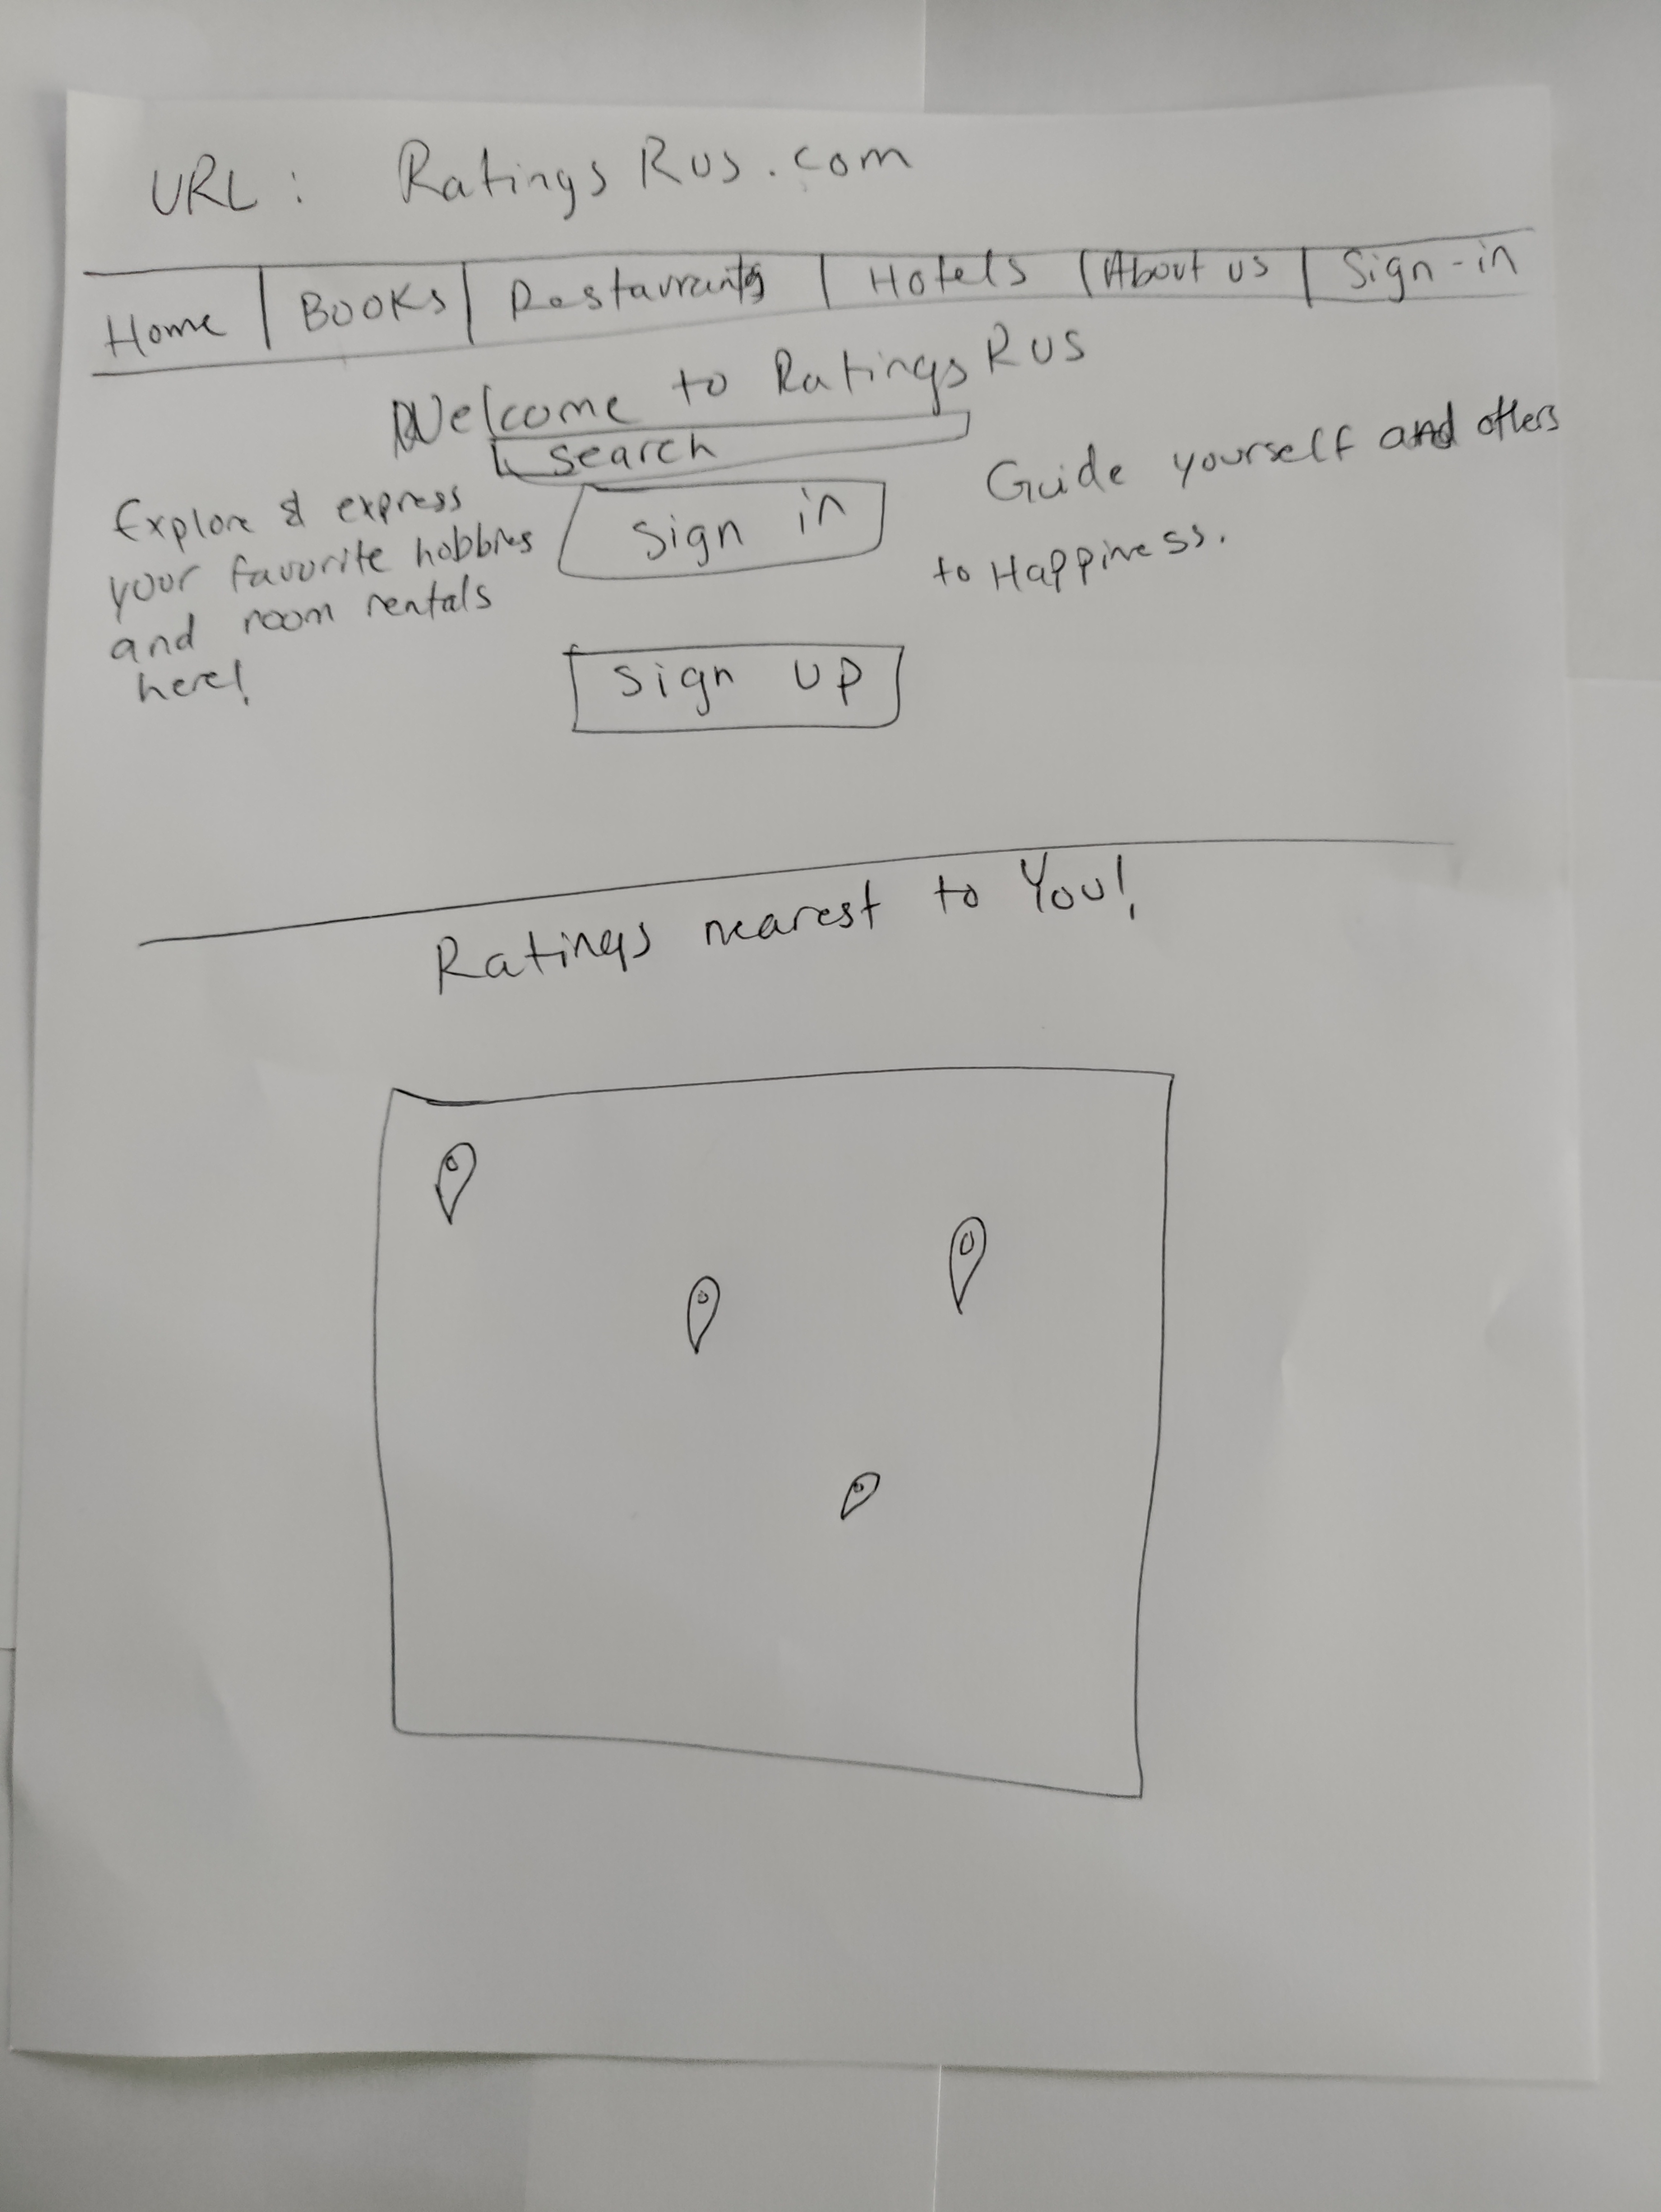 URL: RatingsRus.com
Home | Books | Restaurants | Hotels | About us | Sign-in
Welcome to RatingsRUS
search
Explore & express
your favorite hobbies
and room rentals
here!
Sign in
Guide yourself and others
to Happiness.
Sign up
Ratings nearest to You!